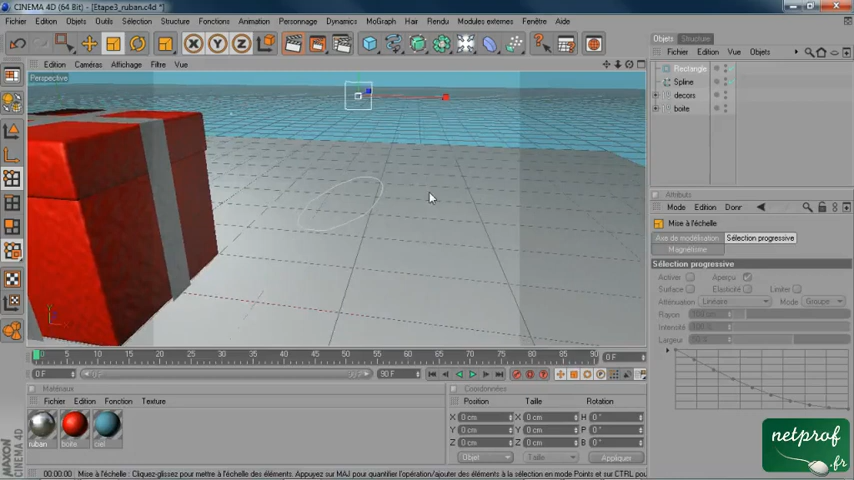 CINEMA 4D - [Etape3_ruban.c4d *]
Fichier Edition Objets Outils Sélection Structure Fonctions Animation Personnage Dynamics MoGraph Hair Rendu Modules externes Fenêtre Aide
Edition Caméras Affichage Filtre Vue
Perspective
Objets Structure
Fichier Edition Vue Objets
Rectangle
Spline
decors
boite
Attributs
Mode Edition Donr
Mise à l'échelle
Axe de modélisation Sélection progressive
Magnétisme
Sélection progressive
Activer Aperçu
Surface Elasticité Limiter
Atténuation Linéaire Mode Groupe
Rayon
Intensité
Largeur
0 5 10 15 20 25 30 35 40 45 50 55 60 65 70 75 80 85 90 0 F
0 F 90 F
Matériaux
Fichier Edition Fonction Texture
ruban boite ciel
Coordonnées
Position Taille Rotation
X 0 cm X 0 cm H 0 °
Y 0 cm Y 0 cm P 0 °
Z 0 cm Z 0 cm B 0 °
Objet Taille Appliquer
MAXON
CINEMA 4D
00:00:00 Mise à l'échelle : Cliquez-glissez pour mettre à l'échelle des éléments. Appuyez sur MAJ pour quantifier l'opération/ajouter des éléments à la sélection en mode Points et sur CTRL po
netprof
.fr